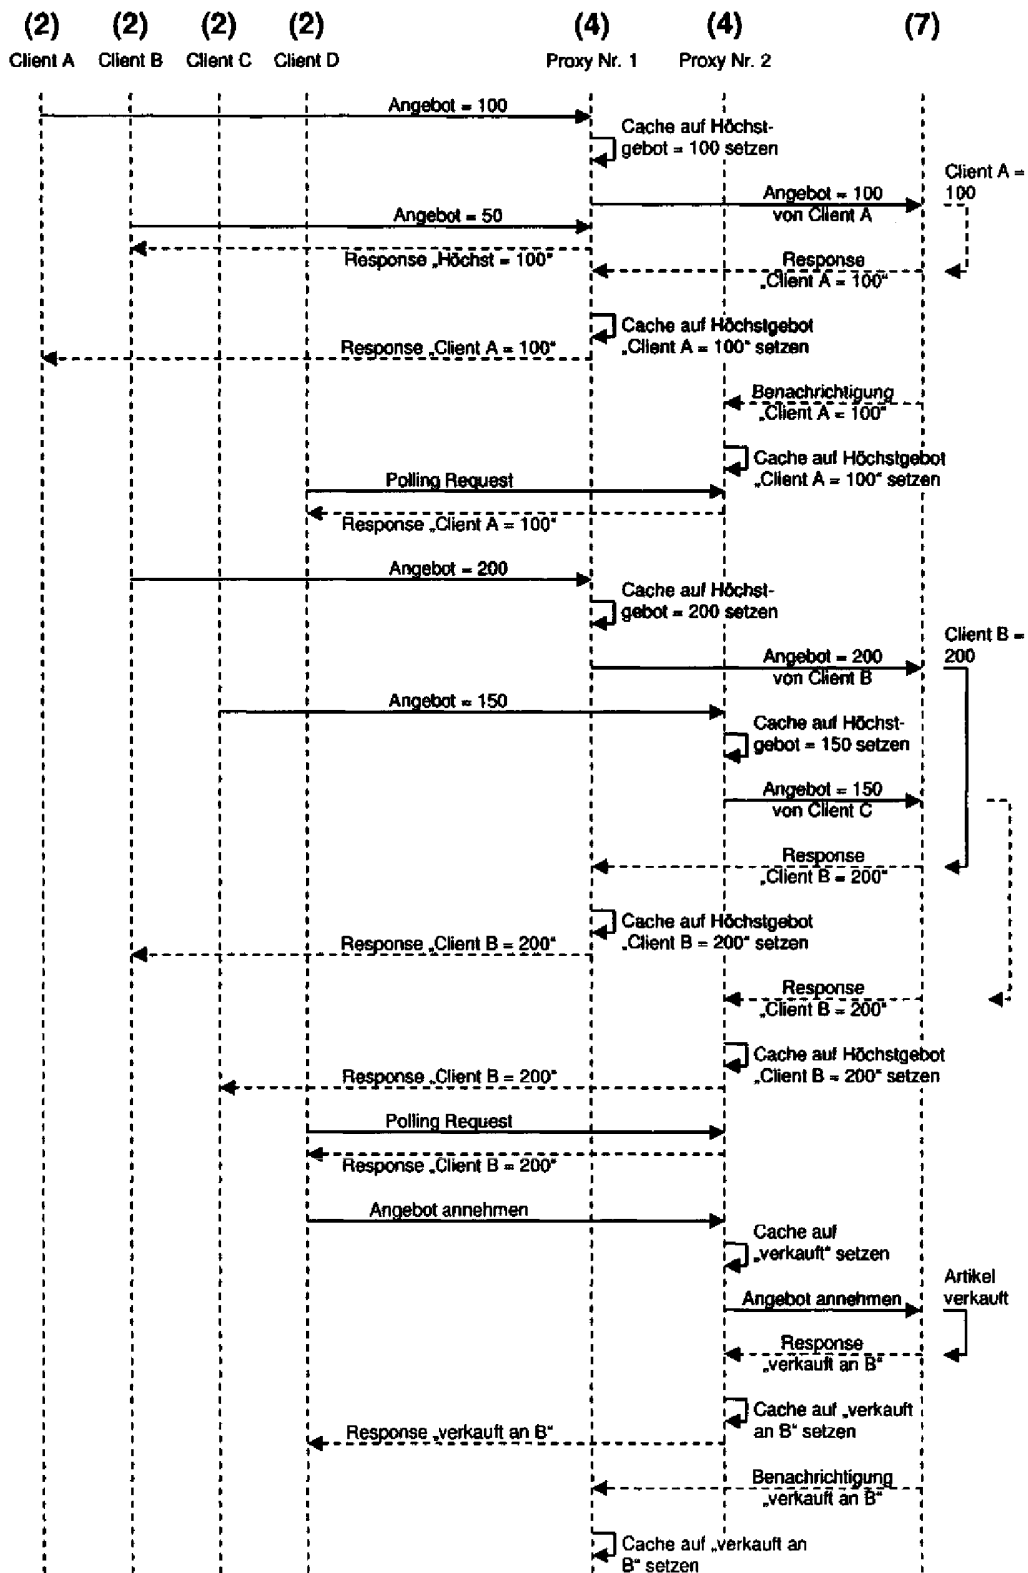 (2) (2) (2) (2) (4) (4) (7)
Client A Client B Client C Client D Proxy Nr. 1 Proxy Nr. 2
Angebot = 100
Cache auf Höchst-
gebot = 100 setzen
Client A =
100
Angebot = 100
von Client A
Angebot = 50
Response „Höchst = 100“
Response
„Client A = 100“
Cache auf Höchstgebot
„Client A = 100“ setzen
Response „Client A = 100“
Benachrichtigung
„Client A = 100“
Cache auf Höchstgebot
„Client A = 100“ setzen
Polling Request
Response „Client A = 100“
Angebot = 200
Cache auf Höchst-
gebot = 200 setzen
Client B =
200
Angebot = 200
von Client B
Angebot = 150
Cache auf Höchst-
gebot = 150 setzen
Angebot = 150
von Client C
Response
„Client B = 200“
Cache auf Höchstgebot
„Client B = 200“ setzen
Response „Client B = 200“
Response
„Client B = 200“
Cache auf Höchstgebot
„Client B = 200“ setzen
Response „Client B = 200“
Polling Request
Response „Client B = 200“
Angebot annehmen
Cache auf
„verkauft“ setzen
Artikel
verkauft
Angebot annehmen
Response
„verkauft an B“
Cache auf „verkauft
an B“ setzen
Response „verkauft an B“
Benachrichtigung
„verkauft an B“
Cache auf „verkauft an
B“ setzen